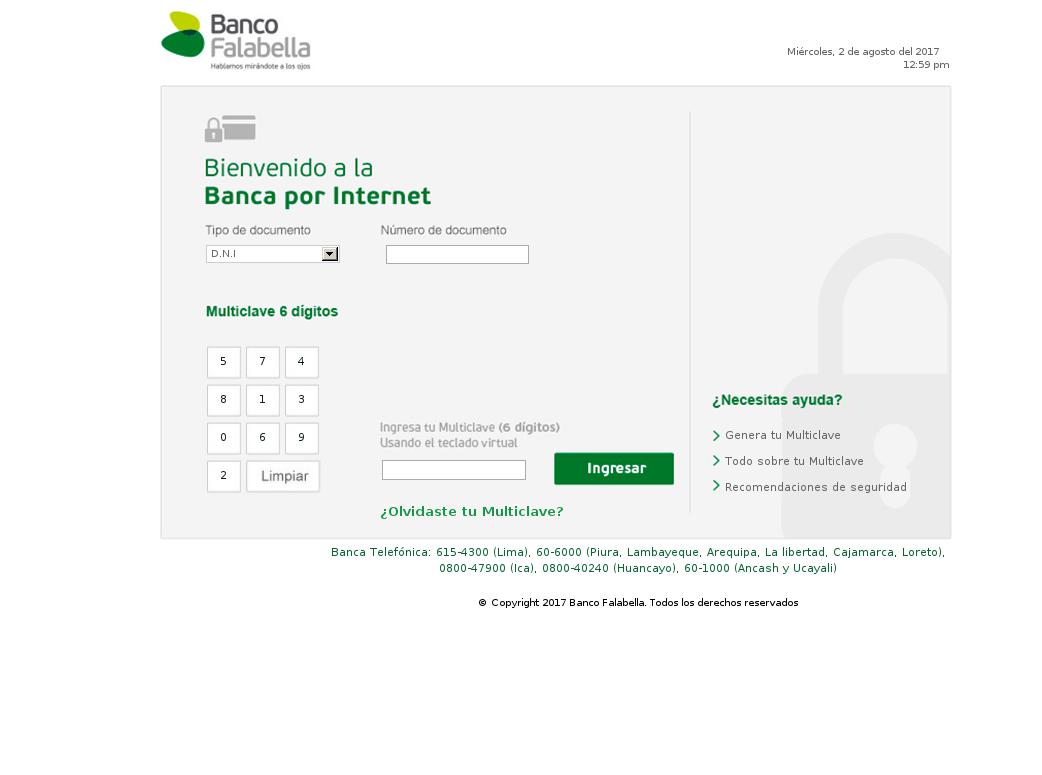 Banco
Falabella
Hablamos mirándote a los ojos
Miércoles, 2 de agosto del 2017
12:59 pm
Bienvenido a la
Banca por Internet
Tipo de documento
Número de documento
D.N.I
Multiclave 6 dígitos
5 7 4
8 1 3
0 6 9
2 Limpiar
Ingresa tu Multiclave (6 dígitos)
Usando el teclado virtual
Ingresar
¿Olvidaste tu Multiclave?
¿Necesitas ayuda?
Genera tu Multiclave
Todo sobre tu Multiclave
Recomendaciones de seguridad
Banca Telefónica: 615-4300 (Lima), 60-6000 (Piura, Lambayeque, Arequipa, La libertad, Cajamarca, Loreto),
0800-47900 (Ica), 0800-40240 (Huancayo), 60-1000 (Ancash y Ucayali)
© Copyright 2017 Banco Falabella. Todos los derechos reservados